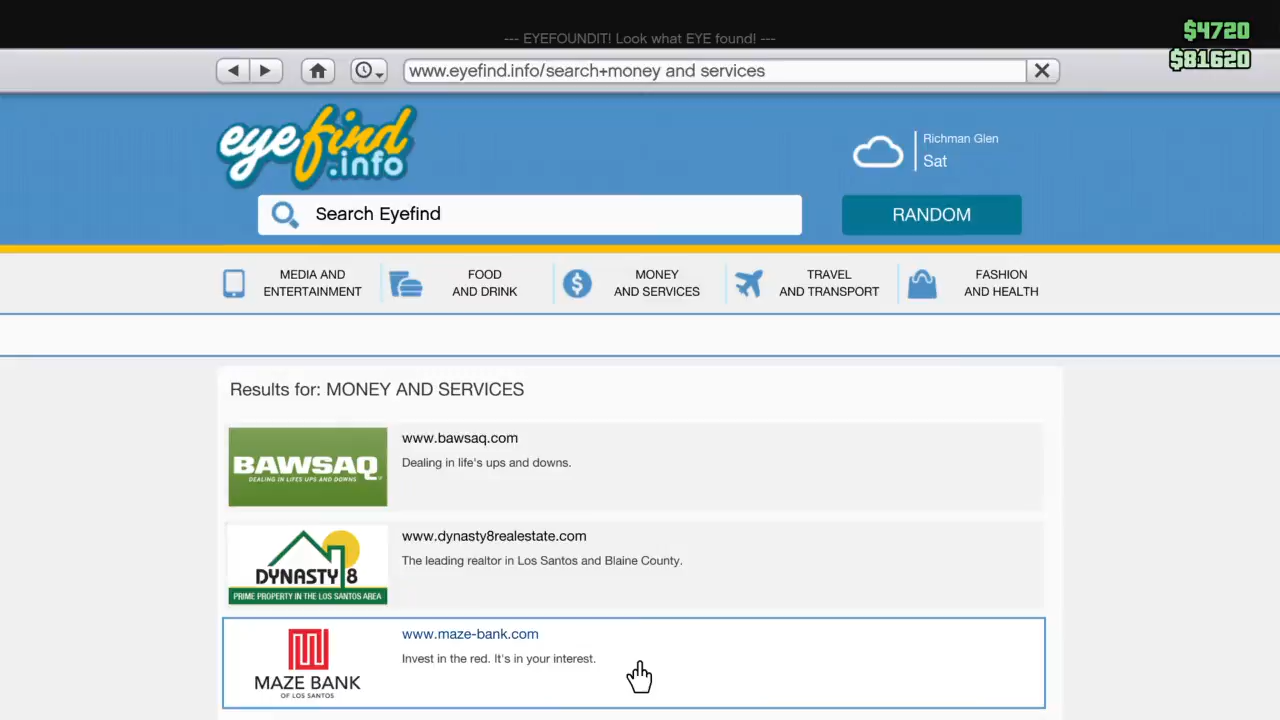 --- EYEFOUNDIT! Look what EYE found! ---
$4720
$81620
www.eyefind.info/search+money and services
eyefind
.info
Richman Glen
Sat
Search Eyefind
RANDOM
MEDIA AND
ENTERTAINMENT
FOOD
AND DRINK
MONEY
AND SERVICES
TRAVEL
AND TRANSPORT
FASHION
AND HEALTH
Results for: MONEY AND SERVICES
BAWSAQ
DEALING IN LIFES UPS AND DOWNS
www.bawsaq.com
Dealing in life's ups and downs.
DYNASTY 8
PRIME PROPERTY IN THE LOS SANTOS AREA
www.dynasty8realestate.com
The leading realtor in Los Santos and Blaine County.
MAZE BANK
OF LOS SANTOS
www.maze-bank.com
Invest in the red. It's in your interest.